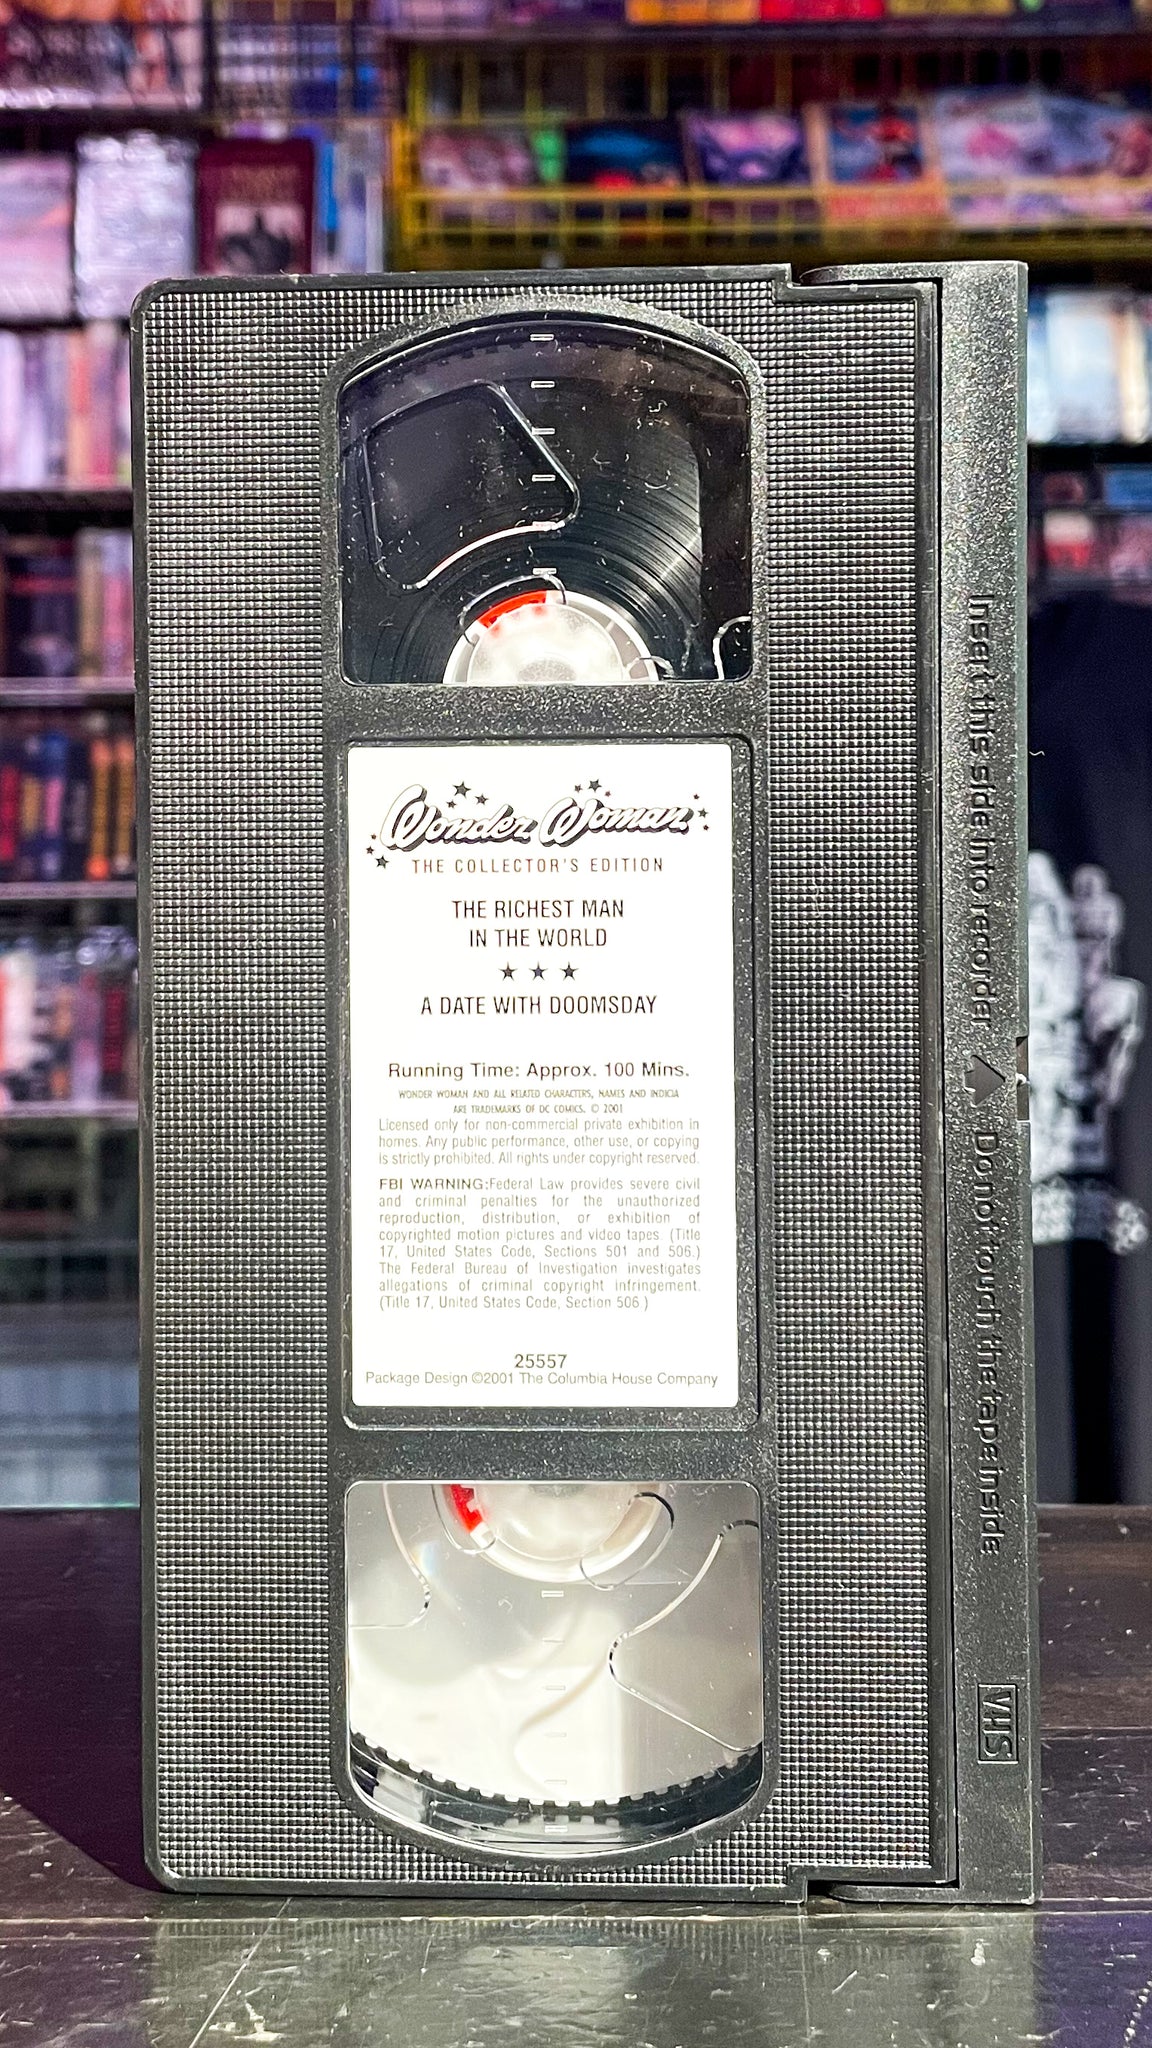 Wonder Woman
THE COLLECTOR'S EDITION
THE RICHEST MAN
IN THE WORLD
★ ★ ★
A DATE WITH DOOMSDAY
Running Time: Approx. 100 Mins.
WONDER WOMAN AND ALL RELATED CHARACTERS, NAMES AND INDICIA
ARE TRADEMARKS OF DC COMICS. © 2001
Licensed only for non-commercial private exhibition in
homes. Any public performance, other use, or copying
is strictly prohibited. All rights under copyright reserved.
FBI WARNING:Federal Law provides severe civil
and criminal penalties for the unauthorized
reproduction, distribution, or exhibition of
copyrighted motion pictures and video tapes. (Title
17, United States Code, Sections 501 and 506.)
The Federal Bureau of Investigation investigates
allegations of criminal copyright infringement.
(Title 17, United States Code, Section 506.)
25557
Package Design ©2001 The Columbia House Company
Insert this side into recorder
Do not touch the tape inside
VHS